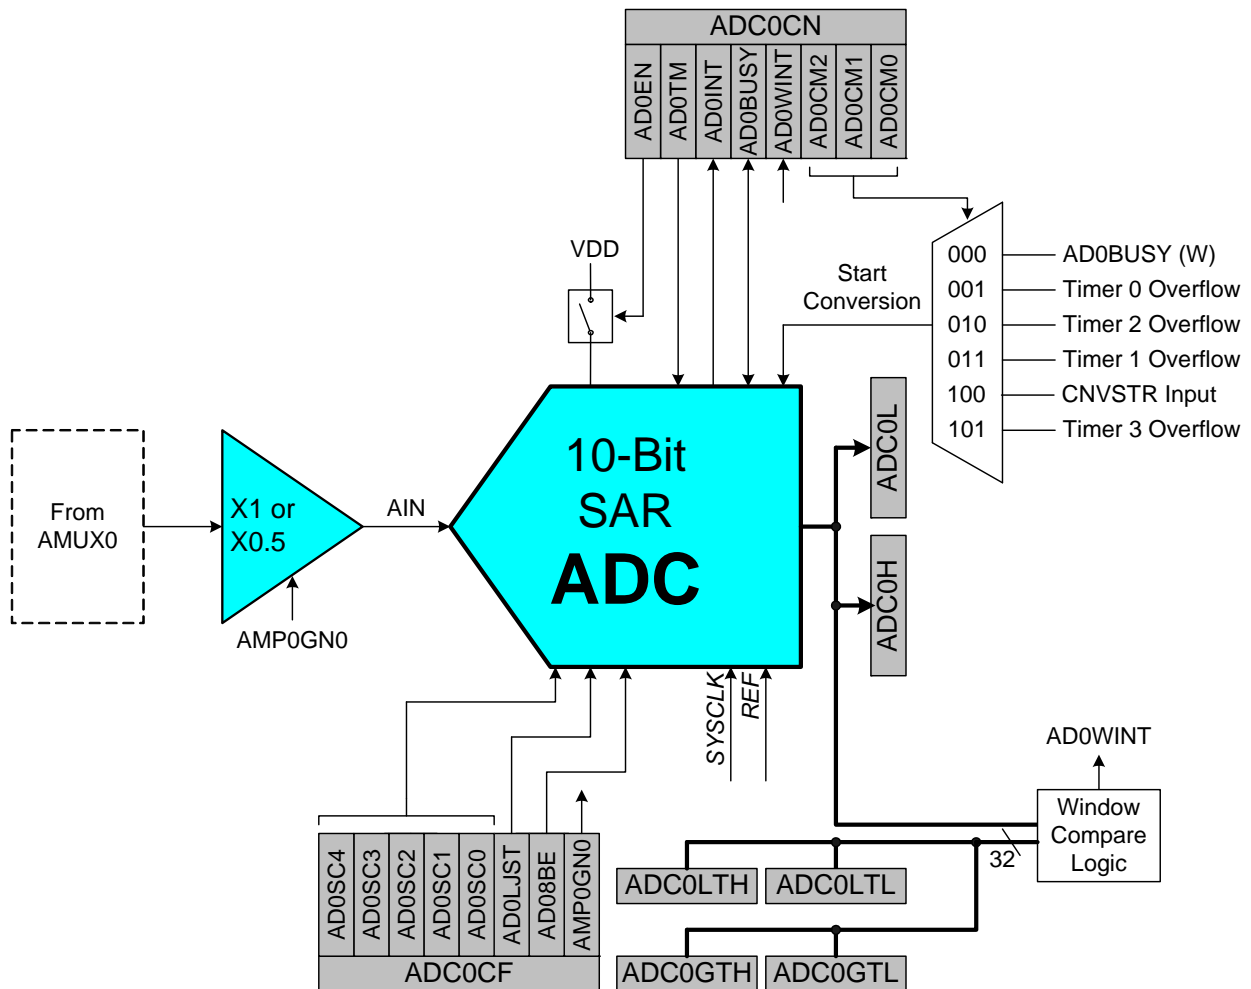 ADC0CN
AD0EN
AD0TM
AD0INT
AD0BUSY
AD0WINT
AD0CM2
AD0CM1
AD0CM0
VDD
Start
Conversion
000
AD0BUSY (W)
001
Timer 0 Overflow
010
Timer 2 Overflow
011
Timer 1 Overflow
100
CNVSTR Input
101
Timer 3 Overflow
From
AMUX0
X1 or
X0.5
AMP0GN0
AIN
10-Bit
SAR
ADC
ADC0L
ADC0H
SYSCLK
REF
AD0WINT
Window
Compare
Logic
32
AD0SC4
AD0SC3
AD0SC2
AD0SC1
AD0SC0
AD0LJST
AD08BE
AMP0GN0
ADC0CF
ADC0LTH
ADC0LTL
ADC0GTH
ADC0GTL